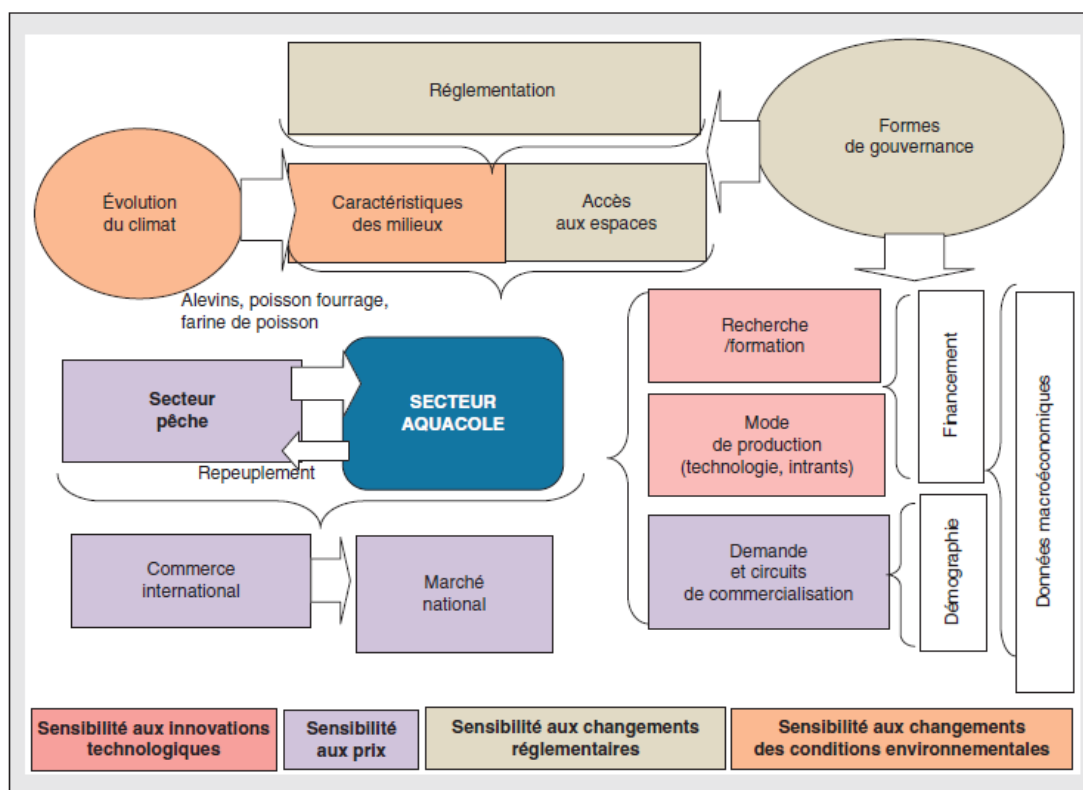 Réglementation
Formes
de gouvernance
Évolution
du climat
Caractéristiques
des milieux
Accès
aux espaces
Alevins, poisson fourrage,
farine de poisson
Secteur
pêche
SECTEUR
AQUACOLE
Repeuplement
Commerce
international
Marché
national
Recherche
/formation
Mode
de production
(technologie, intrants)
Demande
et circuits
de commercialisation
Financement
Démographie
Données macroéconomiques
Sensibilité aux innovations
technologiques
Sensibilité
aux prix
Sensibilité aux changements
réglementaires
Sensibilité aux changements
des conditions environnementales